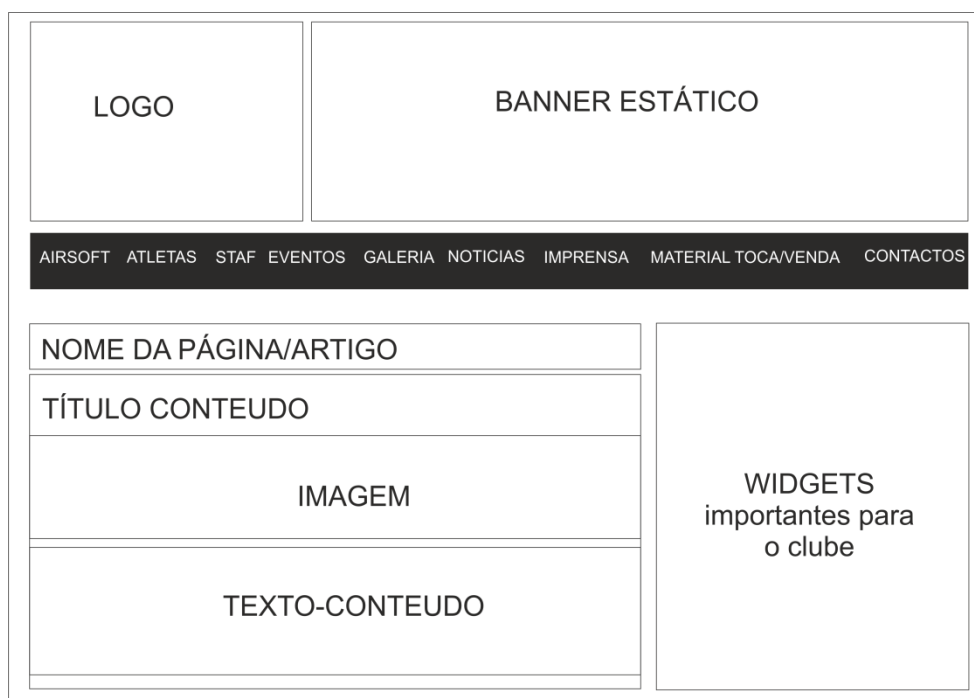 LOGO
BANNER ESTÁTICO
AIRSOFT ATLETAS STAF EVENTOS GALERIA NOTICIAS IMPRENSA MATERIAL TOCA/VENDA CONTACTOS
NOME DA PÁGINA/ARTIGO
TÍTULO CONTEUDO
IMAGEM
TEXTO-CONTEUDO
WIDGETS
importantes para
o clube